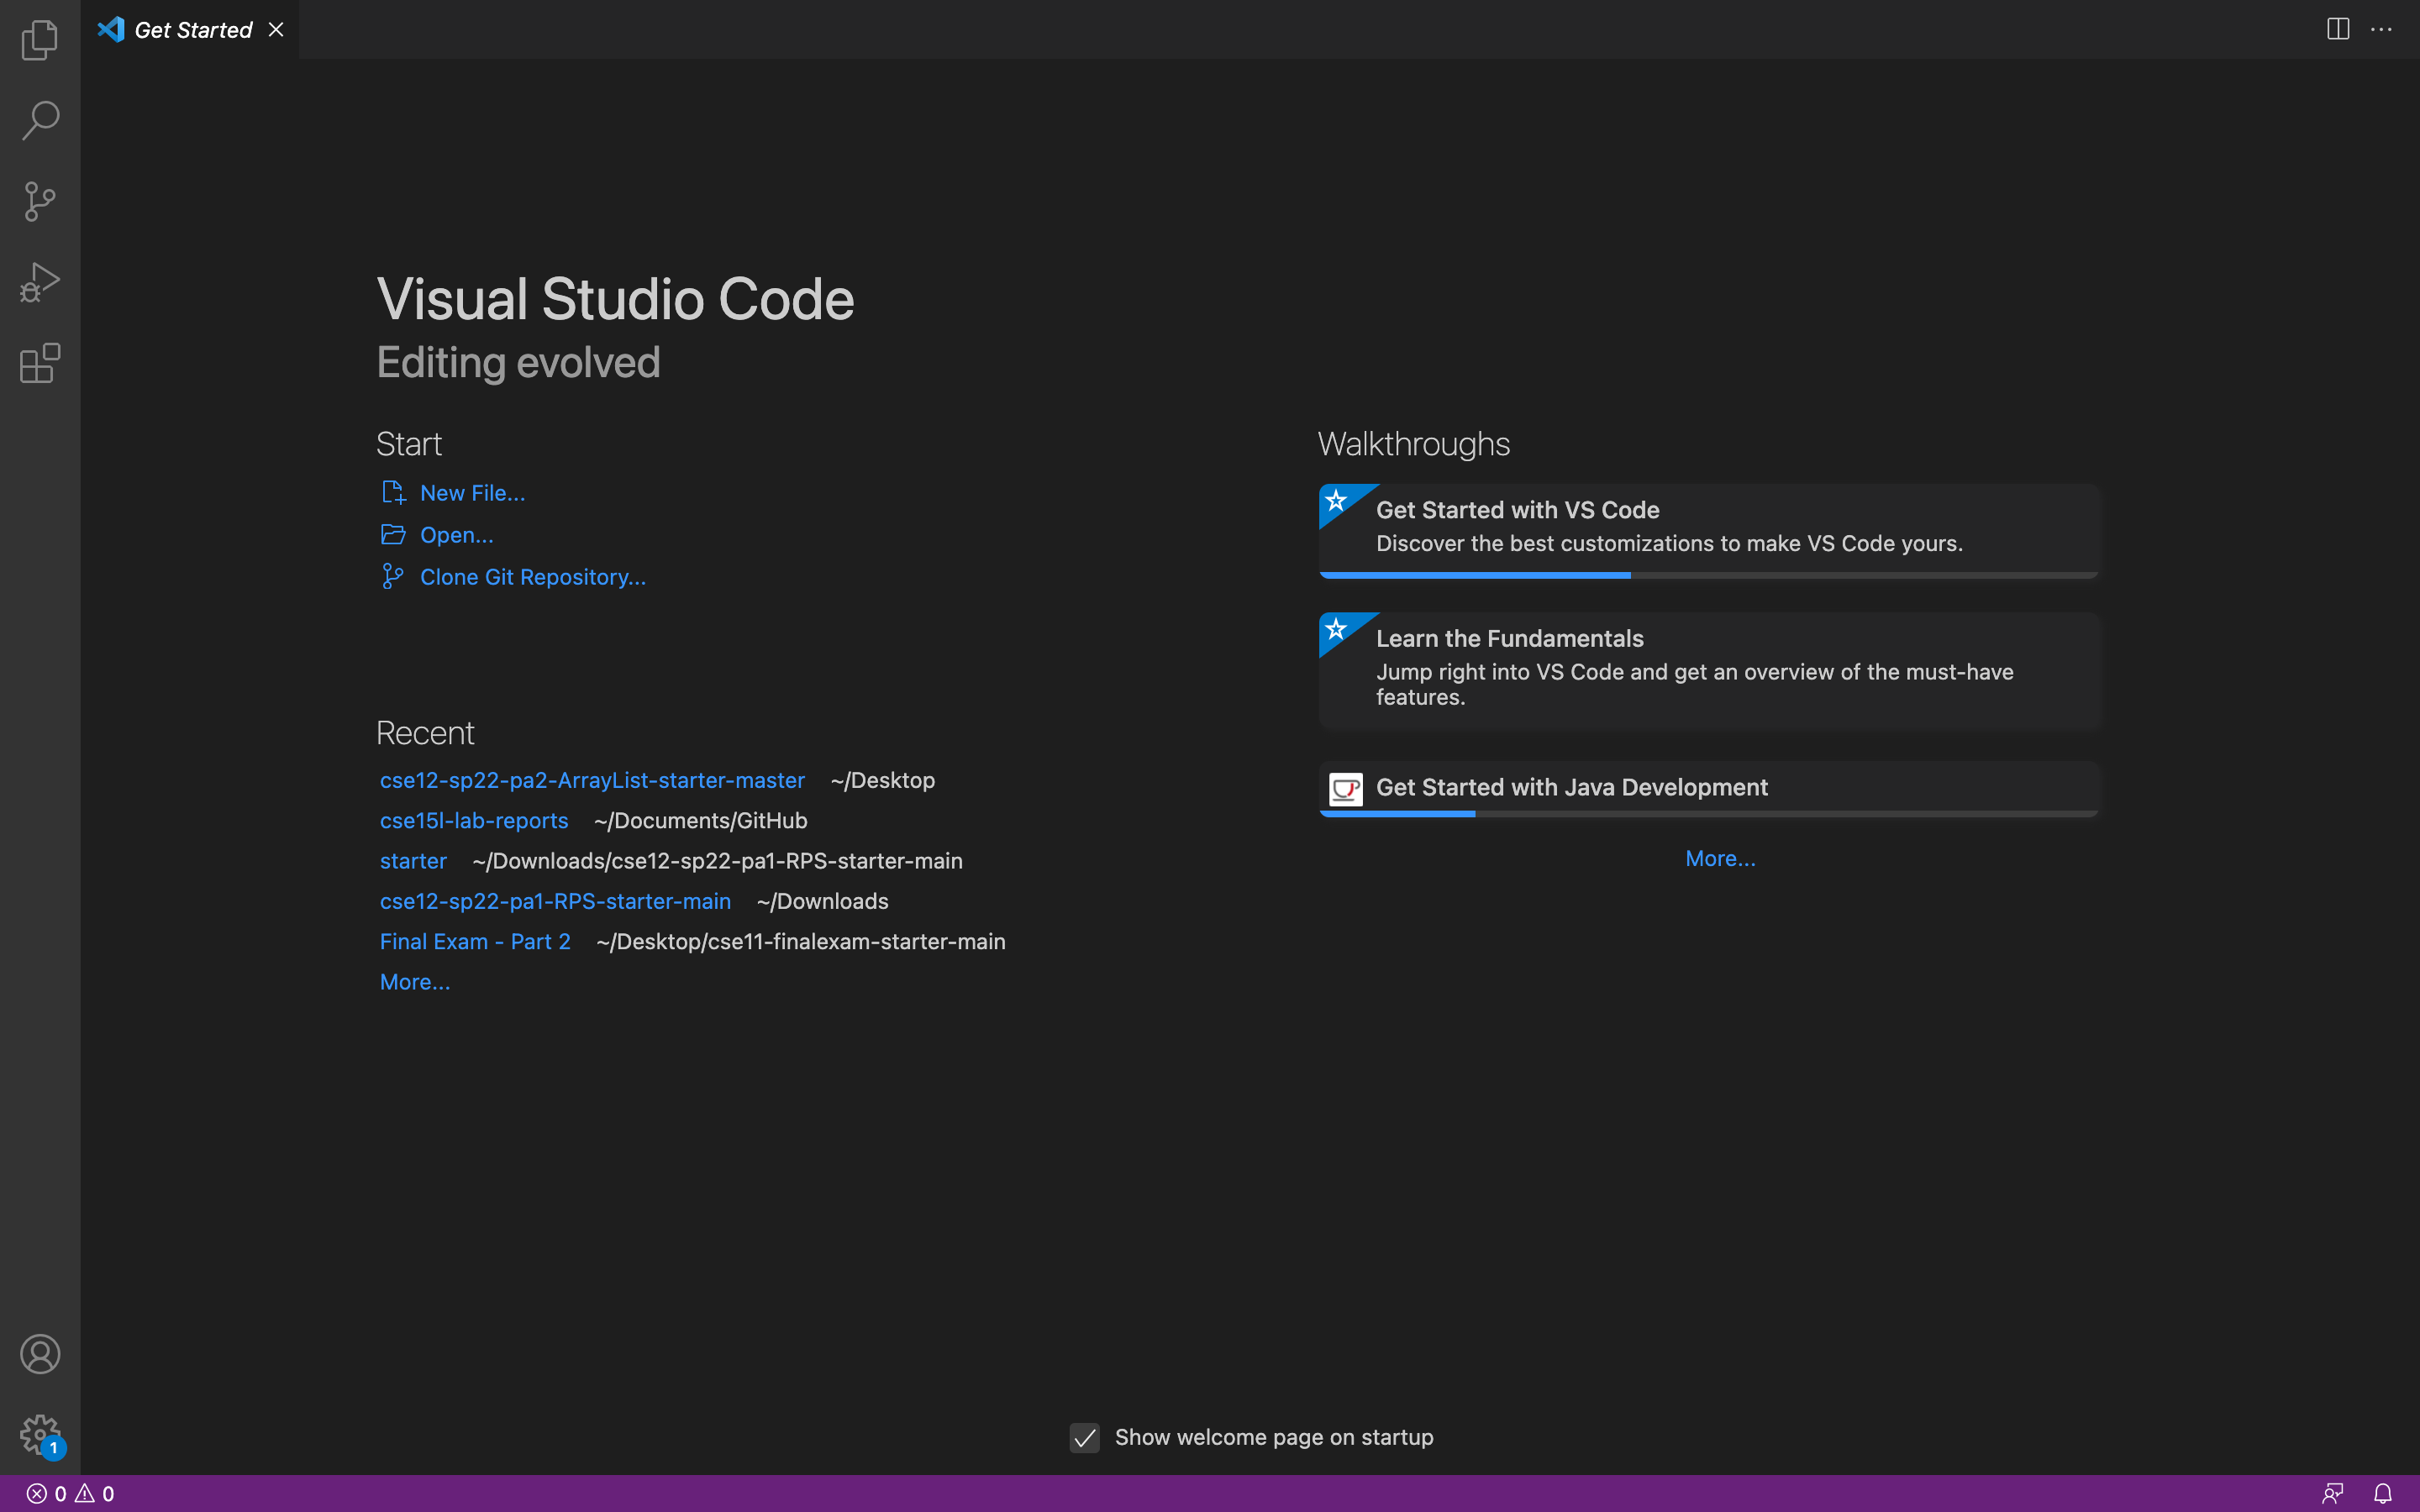 Get Started
Visual Studio Code
Editing evolved
Start
New File...
Open...
Clone Git Repository...
Recent
cse12-sp22-pa2-ArrayList-starter-master ~/Desktop
cse15l-lab-reports ~/Documents/GitHub
starter ~/Downloads/cse12-sp22-pa1-RPS-starter-main
cse12-sp22-pa1-RPS-starter-main ~/Downloads
Final Exam - Part 2 ~/Desktop/cse11-finalexam-starter-main
More...
Walkthroughs
Get Started with VS Code
Discover the best customizations to make VS Code yours.
Learn the Fundamentals
Jump right into VS Code and get an overview of the must-have
features.
Get Started with Java Development
More...
Show welcome page on startup
1
0 0